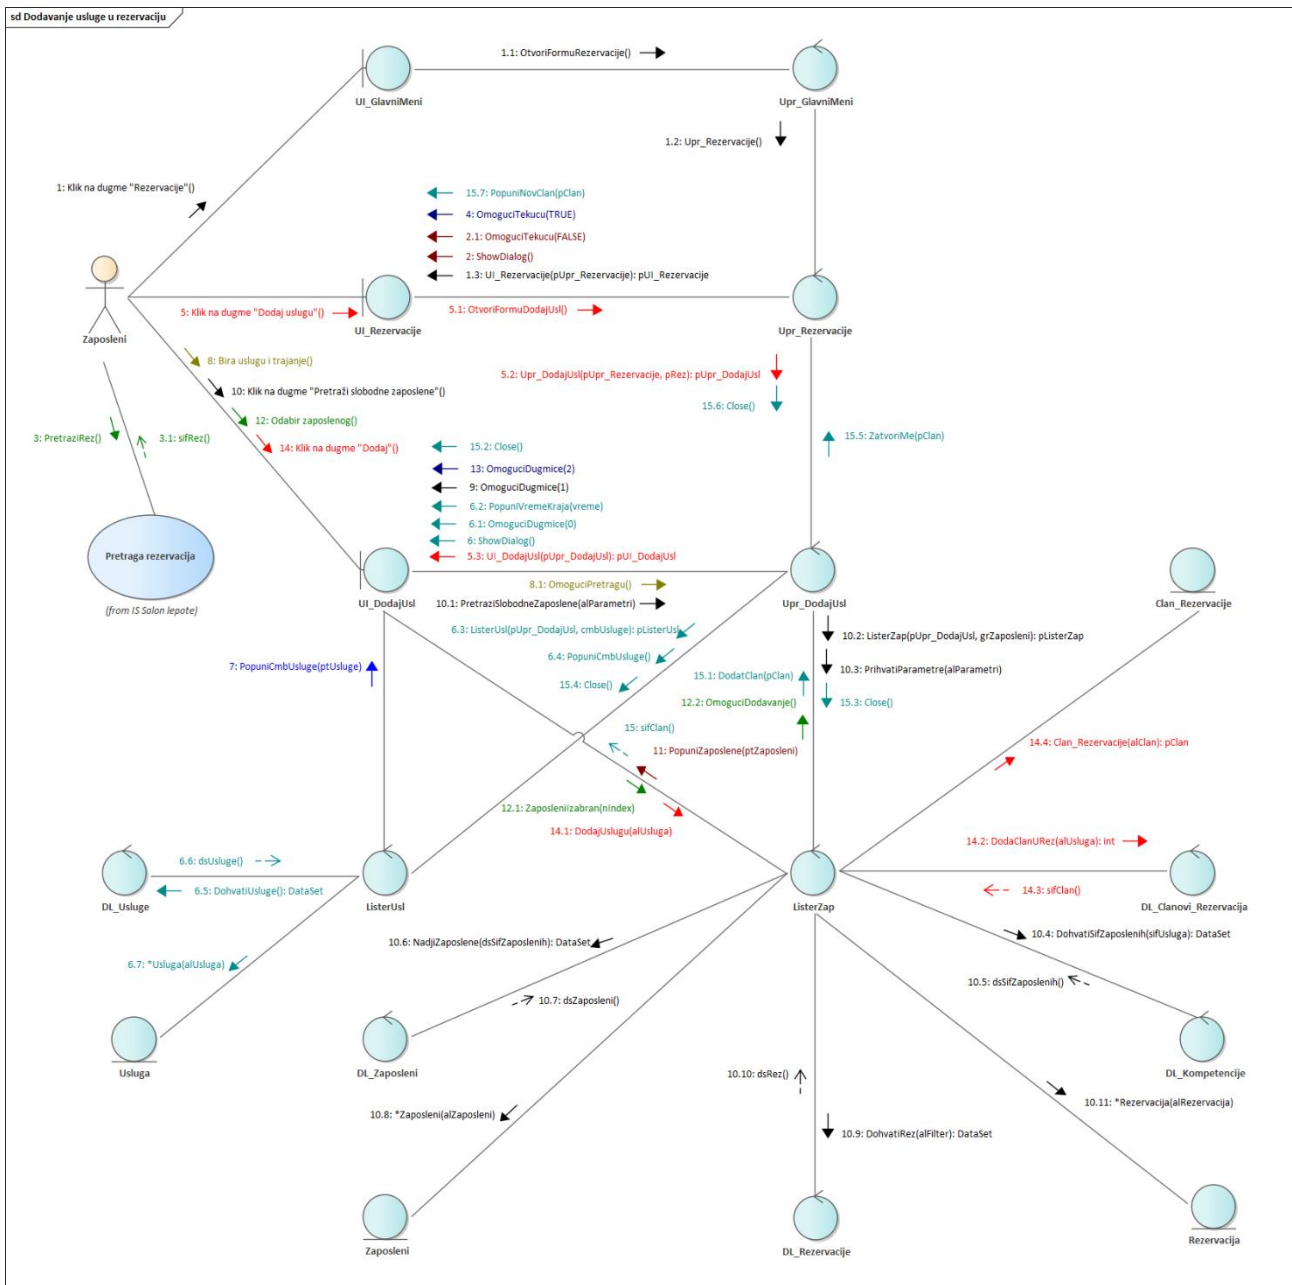 sd Dodavanje usluge u rezervaciju
1.1: OtvoriFormuRezervacije()
UI_GlavniMeni
Upr_GlavniMeni
1.2: Upr_Rezervacije()
1: Klik na dugme "Rezervacije"()
15.7: PopuniNovClan(pClan)
4: OmoguciTekucu(TRUE)
2.1: OmoguciTekucu(FALSE)
2: ShowDialog()
1.3: UI_Rezervacije(pUpr_Rezervacije): pUI_Rezervacije
5: Klik na dugme "Dodaj uslugu"()
5.1: OtvoriFormuDodajUsl()
Zaposleni
UI_Rezervacije
Upr_Rezervacije
8: Bira uslugu i trajanje()
5.2: Upr_DodajUsl(pUpr_Rezervacije, pRez): pUpr_DodajUsl
10: Klik na dugme "Pretraži slobodne zaposlene"()
15.6: Close()
12: Odabir zaposlenog()
3: PretraziRez()
3.1: sifRez()
14: Klik na dugme "Dodaj"()
15.2: Close()
15.5: ZatvoriMe(pClan)
13: OmoguciDugmice(2)
9: OmoguciDugmice(1)
6.2: PopuniVremeKraja(vreme)
6.1: OmoguciDugmice(0)
6: ShowDialog()
5.3: UI_DodajUsl(pUpr_DodajUsl): pUI_DodajUsl
Pretraga rezervacija
(from IS Salon lepote)
8.1: OmoguciPretragu()
UI_DodajUsl
10.1: PretraziSlobodneZaposlene(alParametri)
Upr_DodajUsl
Clan_Rezervacije
6.3: ListerUsl(pUpr_DodajUsl, cmbUsluge): pListerUsl
10.2: ListerZap(pUpr_DodajUsl, grZaposleni): pListerZap
6.4: PopuniCmbUsluge()
7: PopuniCmbUsluge(ptUsluge)
10.3: PrihvatiParametre(alParametri)
15.1: DodatClan(pClan)
15.4: Close()
12.2: OmoguciDodavanje()
15.3: Close()
15: sifClan()
11: PopuniZaposlene(ptZaposleni)
14.4: Clan_Rezervacije(alClan): pClan
12.1: ZaposleniIzabran(nIndex)
14.1: DodajUslugu(alUsluga)
14.2: DodaClanURez(alUsluga): int
6.6: dsUsluge()
6.5: DohvatiUsluge(): DataSet
14.3: sifClan()
DL_Usluge
ListerUsl
ListerZap
DL_Clanovi_Rezervacija
10.4: DohvatiSifZaposlenih(sifUsluga): DataSet
10.6: NadjiZaposlene(dsSifZaposlenih): DataSet
6.7: *Usluga(alUsluga)
10.5: dsSifZaposlenih()
10.7: dsZaposleni()
Usluga
DL_Zaposleni
DL_Kompetencije
10.10: dsRez()
10.8: *Zaposleni(alZaposleni)
10.11: *Rezervacija(alRezervacija)
10.9: DohvatiRez(alFilter): DataSet
Zaposleni
DL_Rezervacije
Rezervacija